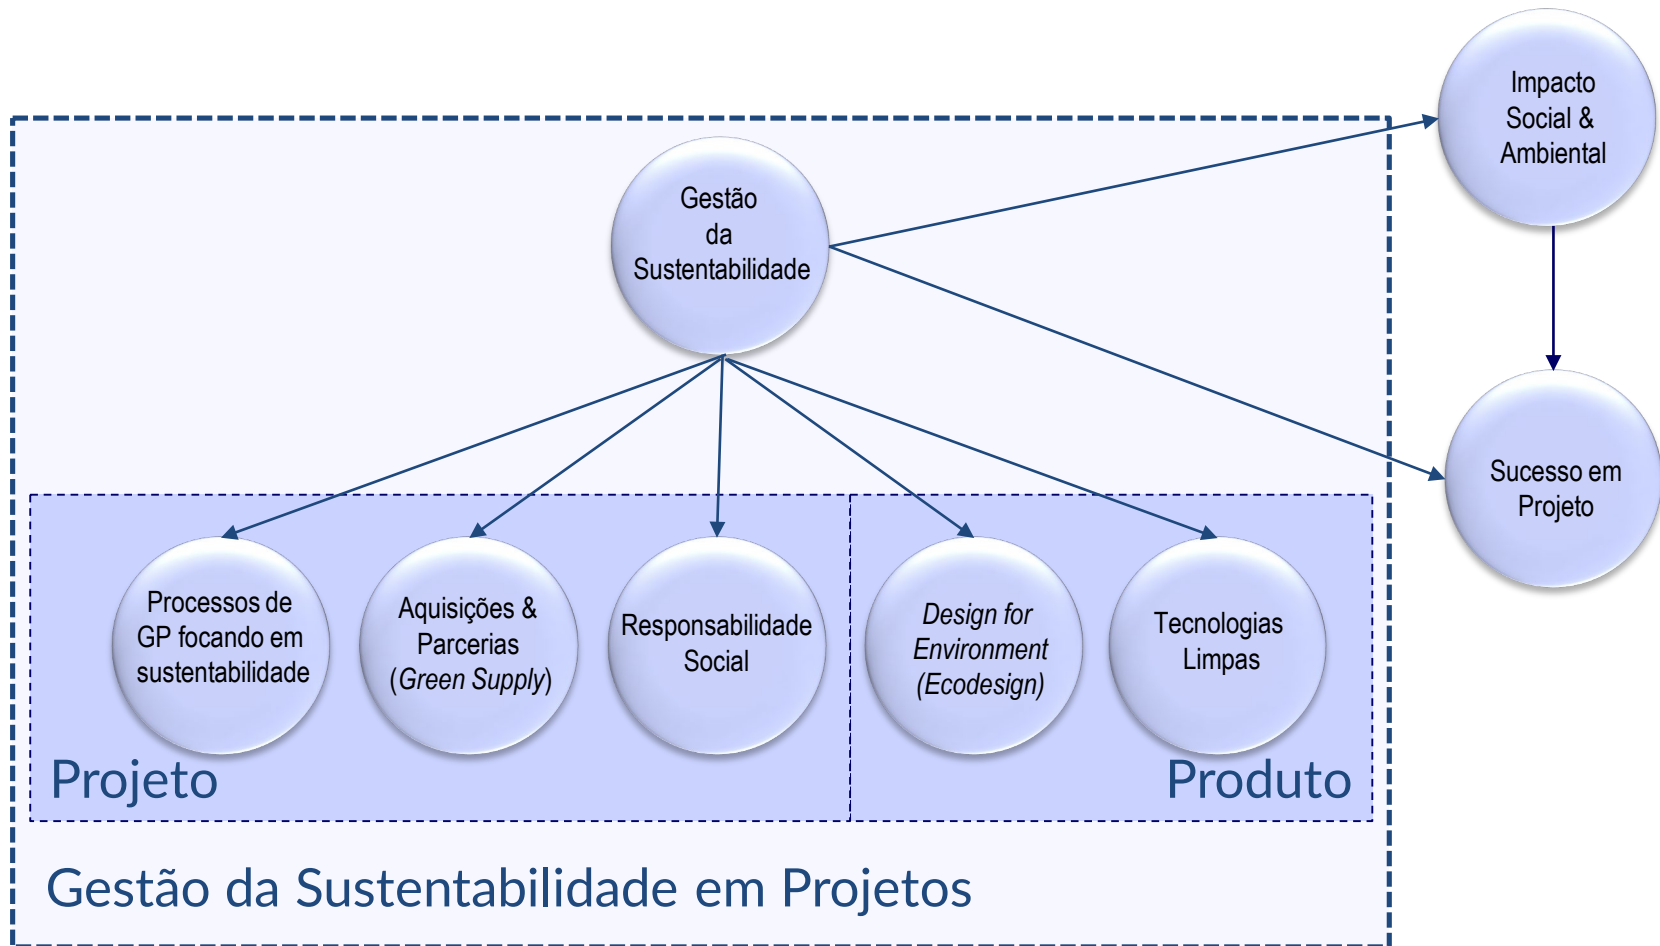 Impacto
Social &
Ambiental
Gestão
da
Sustentabilidade
Sucesso em
Projeto
Processos de
GP focando em
sustentabilidade
Aquisições &
Parcerias
(Green Supply)
Responsabilidade
Social
Design for
Environment
(Ecodesign)
Tecnologias
Limpas
Projeto
Produto
Gestão da Sustentabilidade em Projetos